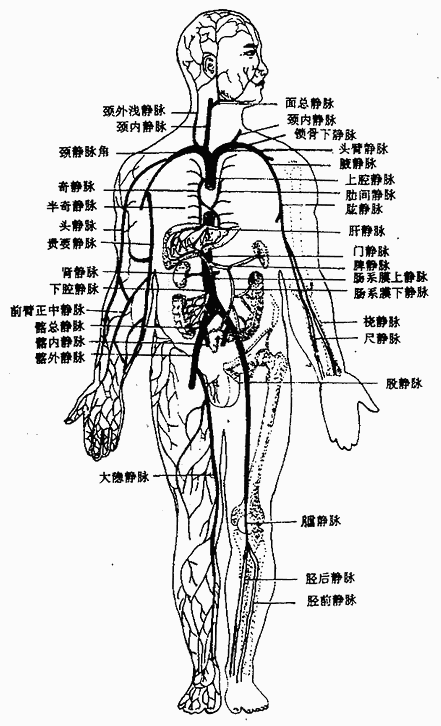 颈外浅静脉
颈内静脉
颈静脉角
奇静脉
半奇静脉
头静脉
贵要静脉
肾静脉
下腔静脉
前臂正中静脉
髂总静脉
髂内静脉
髂外静脉
大隐静脉
面总静脉
颈内静脉
锁骨下静脉
头臂静脉
腋静脉
上腔静脉
肋间静脉
肱静脉
肝静脉
门静脉
脾静脉
肠系膜上静脉
肠系膜下静脉
桡静脉
尺静脉
股静脉
腘静脉
胫后静脉
胫前静脉